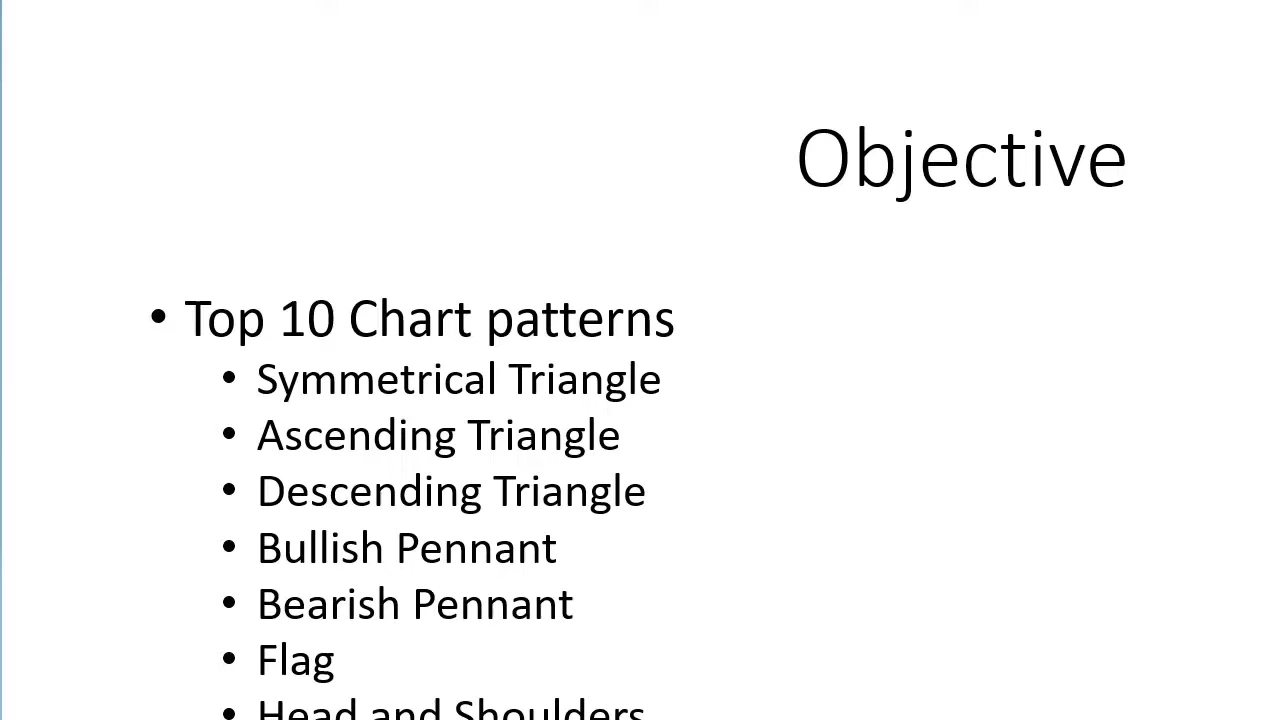 Objective
• Top 10 Chart patterns
• Symmetrical Triangle
• Ascending Triangle
• Descending Triangle
• Bullish Pennant
• Bearish Pennant
• Flag
• Head and Shoulders